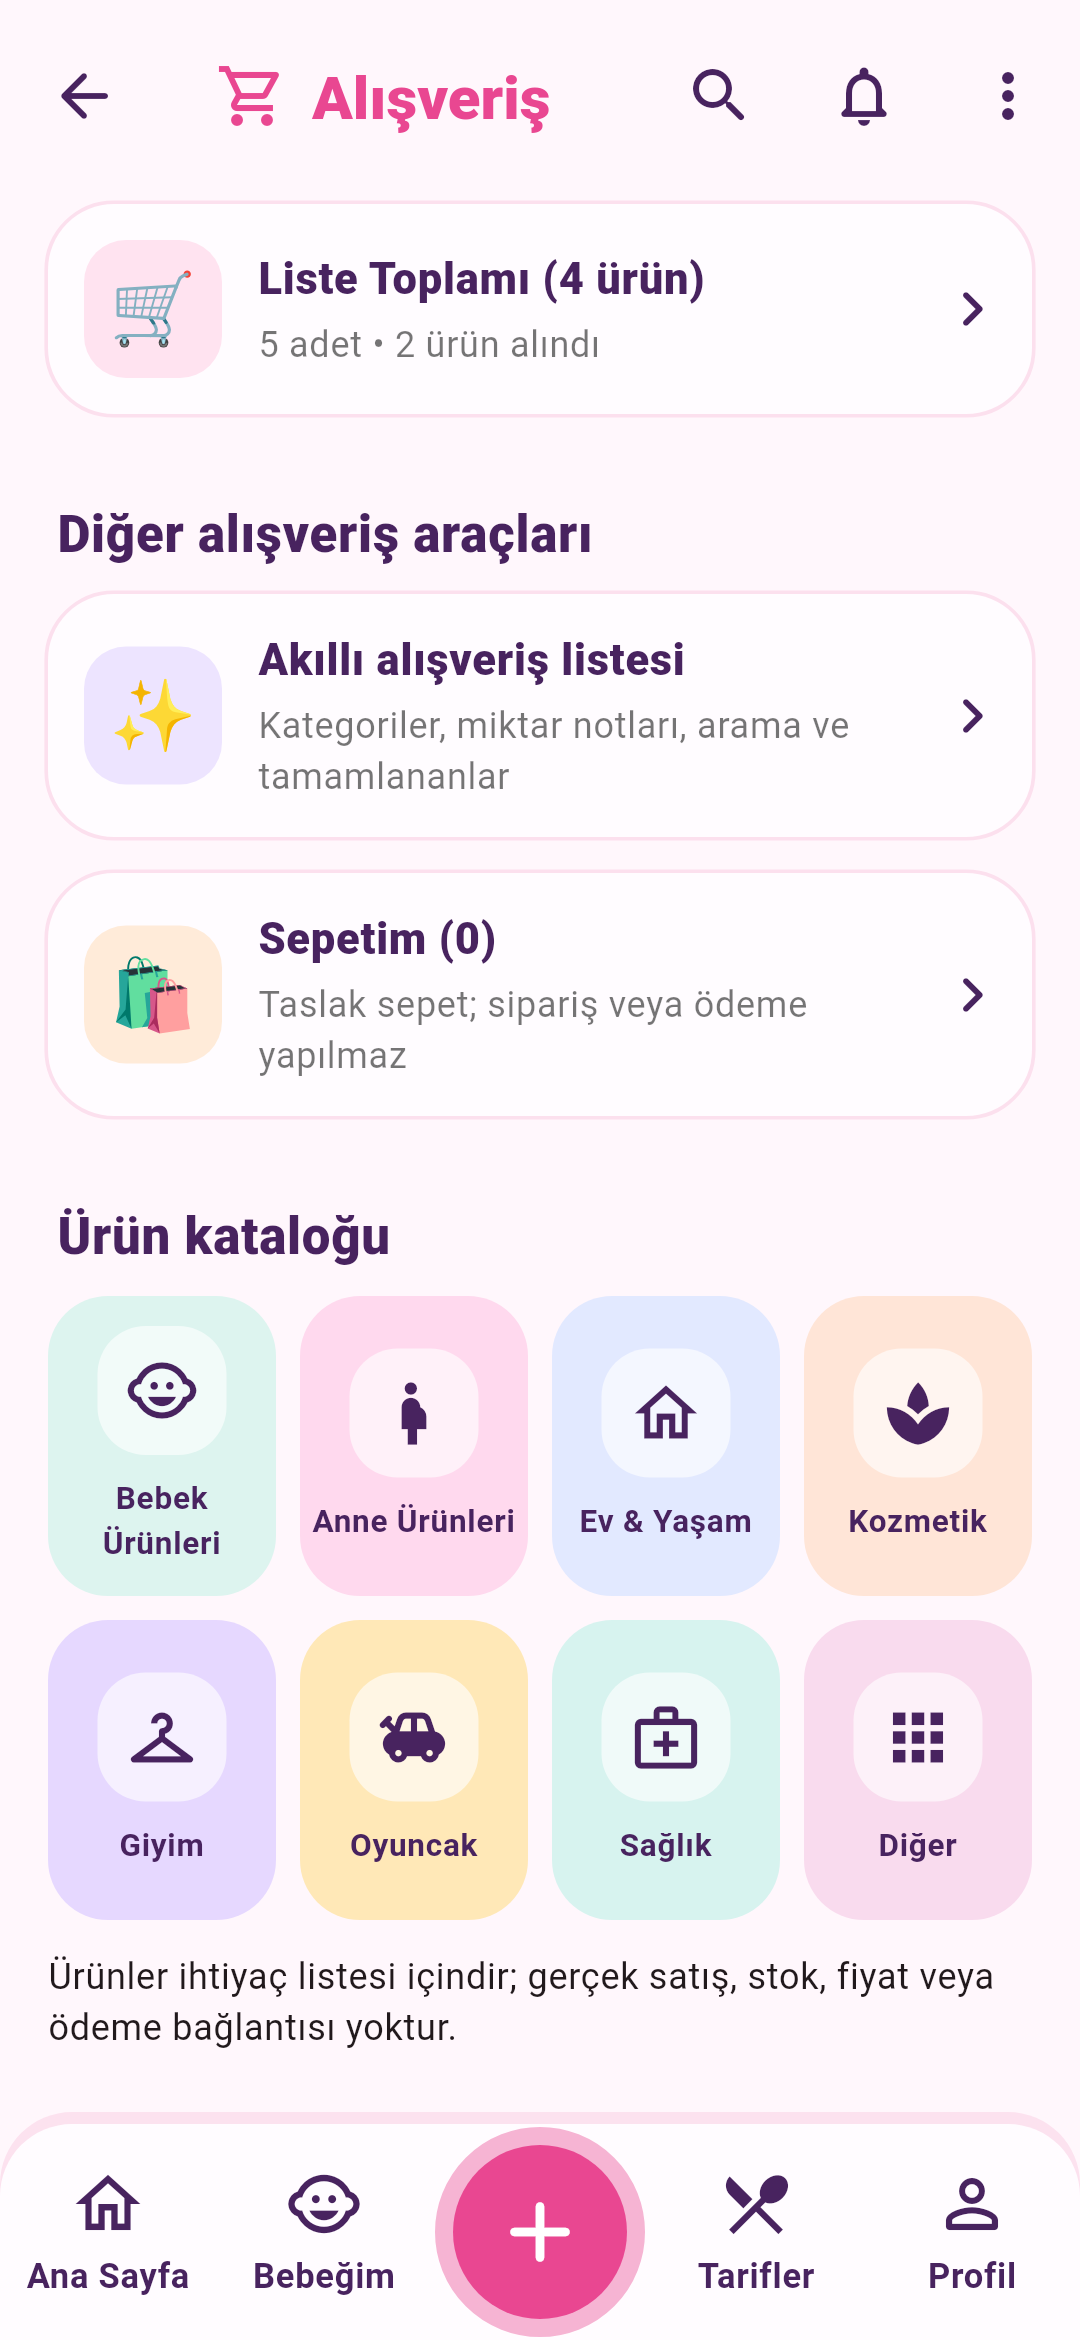 Alışveriş
Liste Toplamı (4 ürün)
5 adet • 2 ürün alındı
Diğer alışveriş araçları
Akıllı alışveriş listesi
Kategoriler, miktar notları, arama ve
tamamlananlar
Sepetim (0)
Taslak sepet; sipariş veya ödeme
yapılmaz
Ürün kataloğu
Bebek
Ürünleri
Anne Ürünleri
Ev & Yaşam
Kozmetik
Giyim
Oyuncak
Sağlık
Diğer
Ürünler ihtiyaç listesi içindir; gerçek satış, stok, fiyat veya
ödeme bağlantısı yoktur.
Ana Sayfa
Bebeğim
Tarifler
Profil